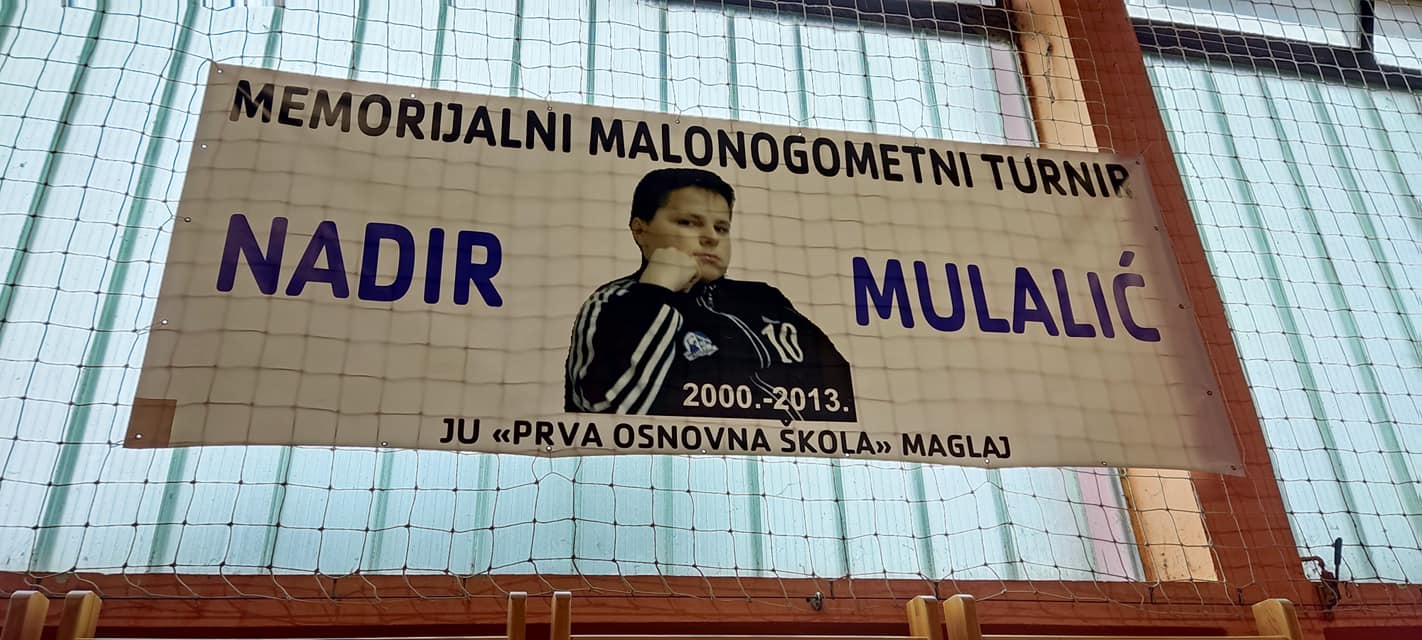 MEMORIJALNI MALONOGOMETNI TURNIR
NADIR MULALIĆ
10
2000.-2013.
JU «PRVA OSNOVNA ŠKOLA» MAGLAJ